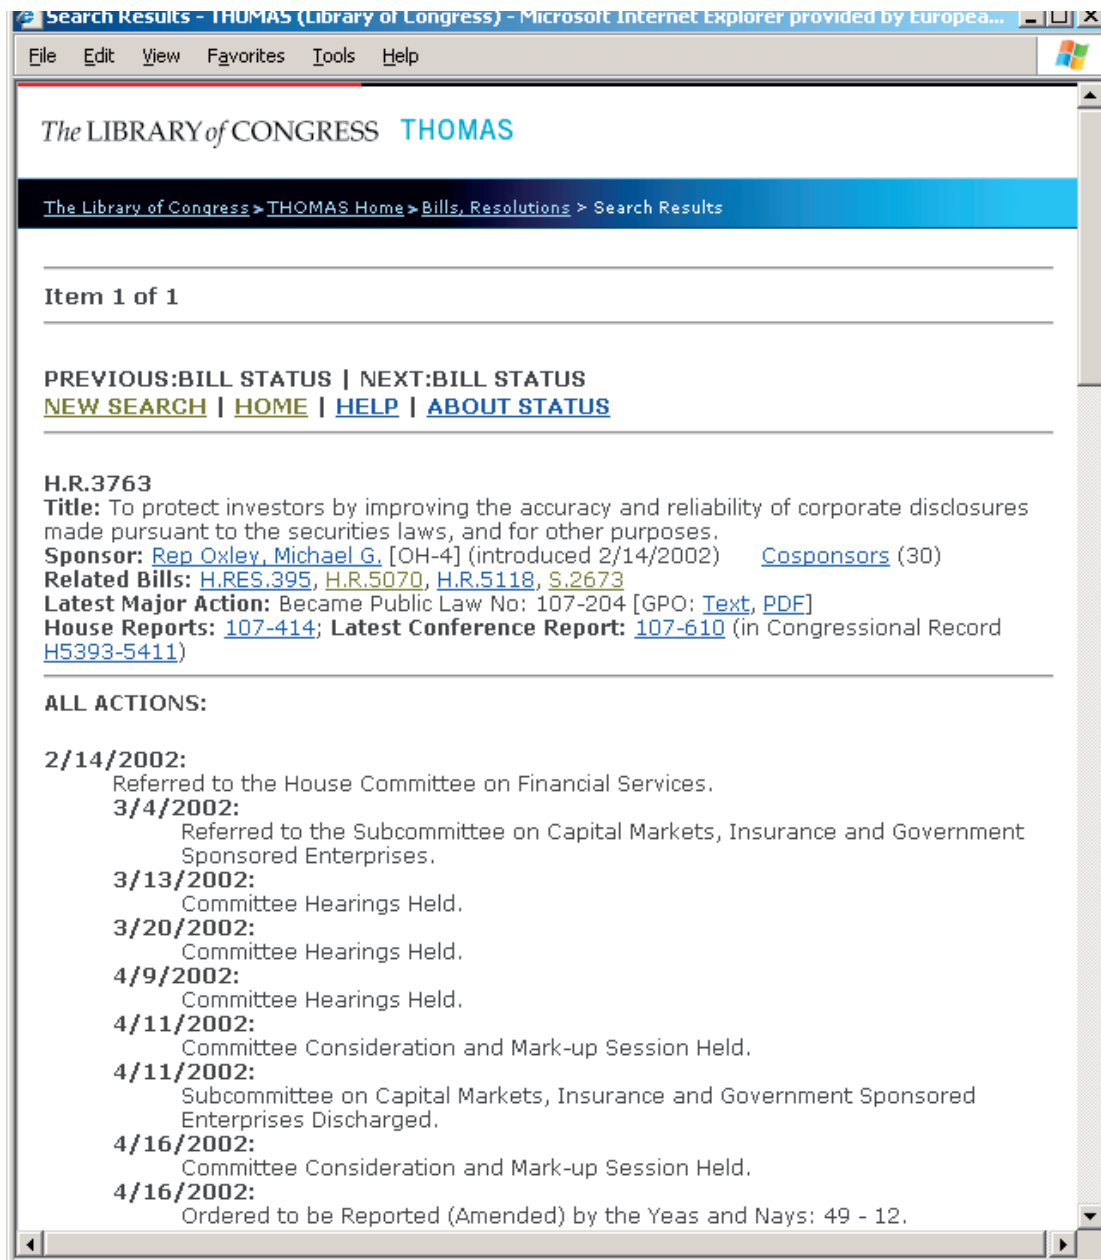 Search Results - THOMAS (Library of Congress) - Microsoft Internet Explorer provided by Europea...
File Edit View Favorites Tools Help
The LIBRARY of CONGRESS THOMAS
The Library of Congress > THOMAS Home > Bills, Resolutions > Search Results
Item 1 of 1
PREVIOUS:BILL STATUS | NEXT:BILL STATUS
NEW SEARCH | HOME | HELP | ABOUT STATUS
H.R.3763
Title: To protect investors by improving the accuracy and reliability of corporate disclosures
made pursuant to the securities laws, and for other purposes.
Sponsor: Rep Oxley, Michael G. [OH-4] (introduced 2/14/2002) Cosponsors (30)
Related Bills: H.RES.395, H.R.5070, H.R.5118, S.2673
Latest Major Action: Became Public Law No: 107-204 [GPO: Text, PDF]
House Reports: 107-414; Latest Conference Report: 107-610 (in Congressional Record
H5393-5411)
ALL ACTIONS:
2/14/2002:
Referred to the House Committee on Financial Services.
3/4/2002:
Referred to the Subcommittee on Capital Markets, Insurance and Government
Sponsored Enterprises.
3/13/2002:
Committee Hearings Held.
3/20/2002:
Committee Hearings Held.
4/9/2002:
Committee Hearings Held.
4/11/2002:
Committee Consideration and Mark-up Session Held.
4/11/2002:
Subcommittee on Capital Markets, Insurance and Government Sponsored
Enterprises Discharged.
4/16/2002:
Committee Consideration and Mark-up Session Held.
4/16/2002:
Ordered to be Reported (Amended) by the Yeas and Nays: 49 - 12.